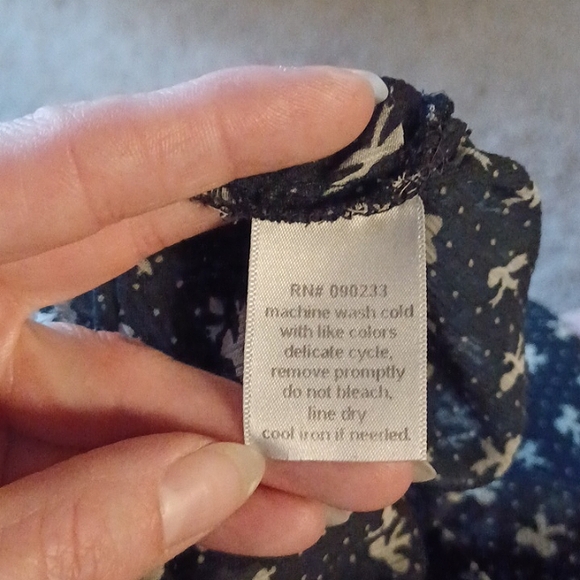 RN# 090233
machine wash cold
with like colors
delicate cycle,
remove promptly
do not bleach,
line dry
cool iron if needed.